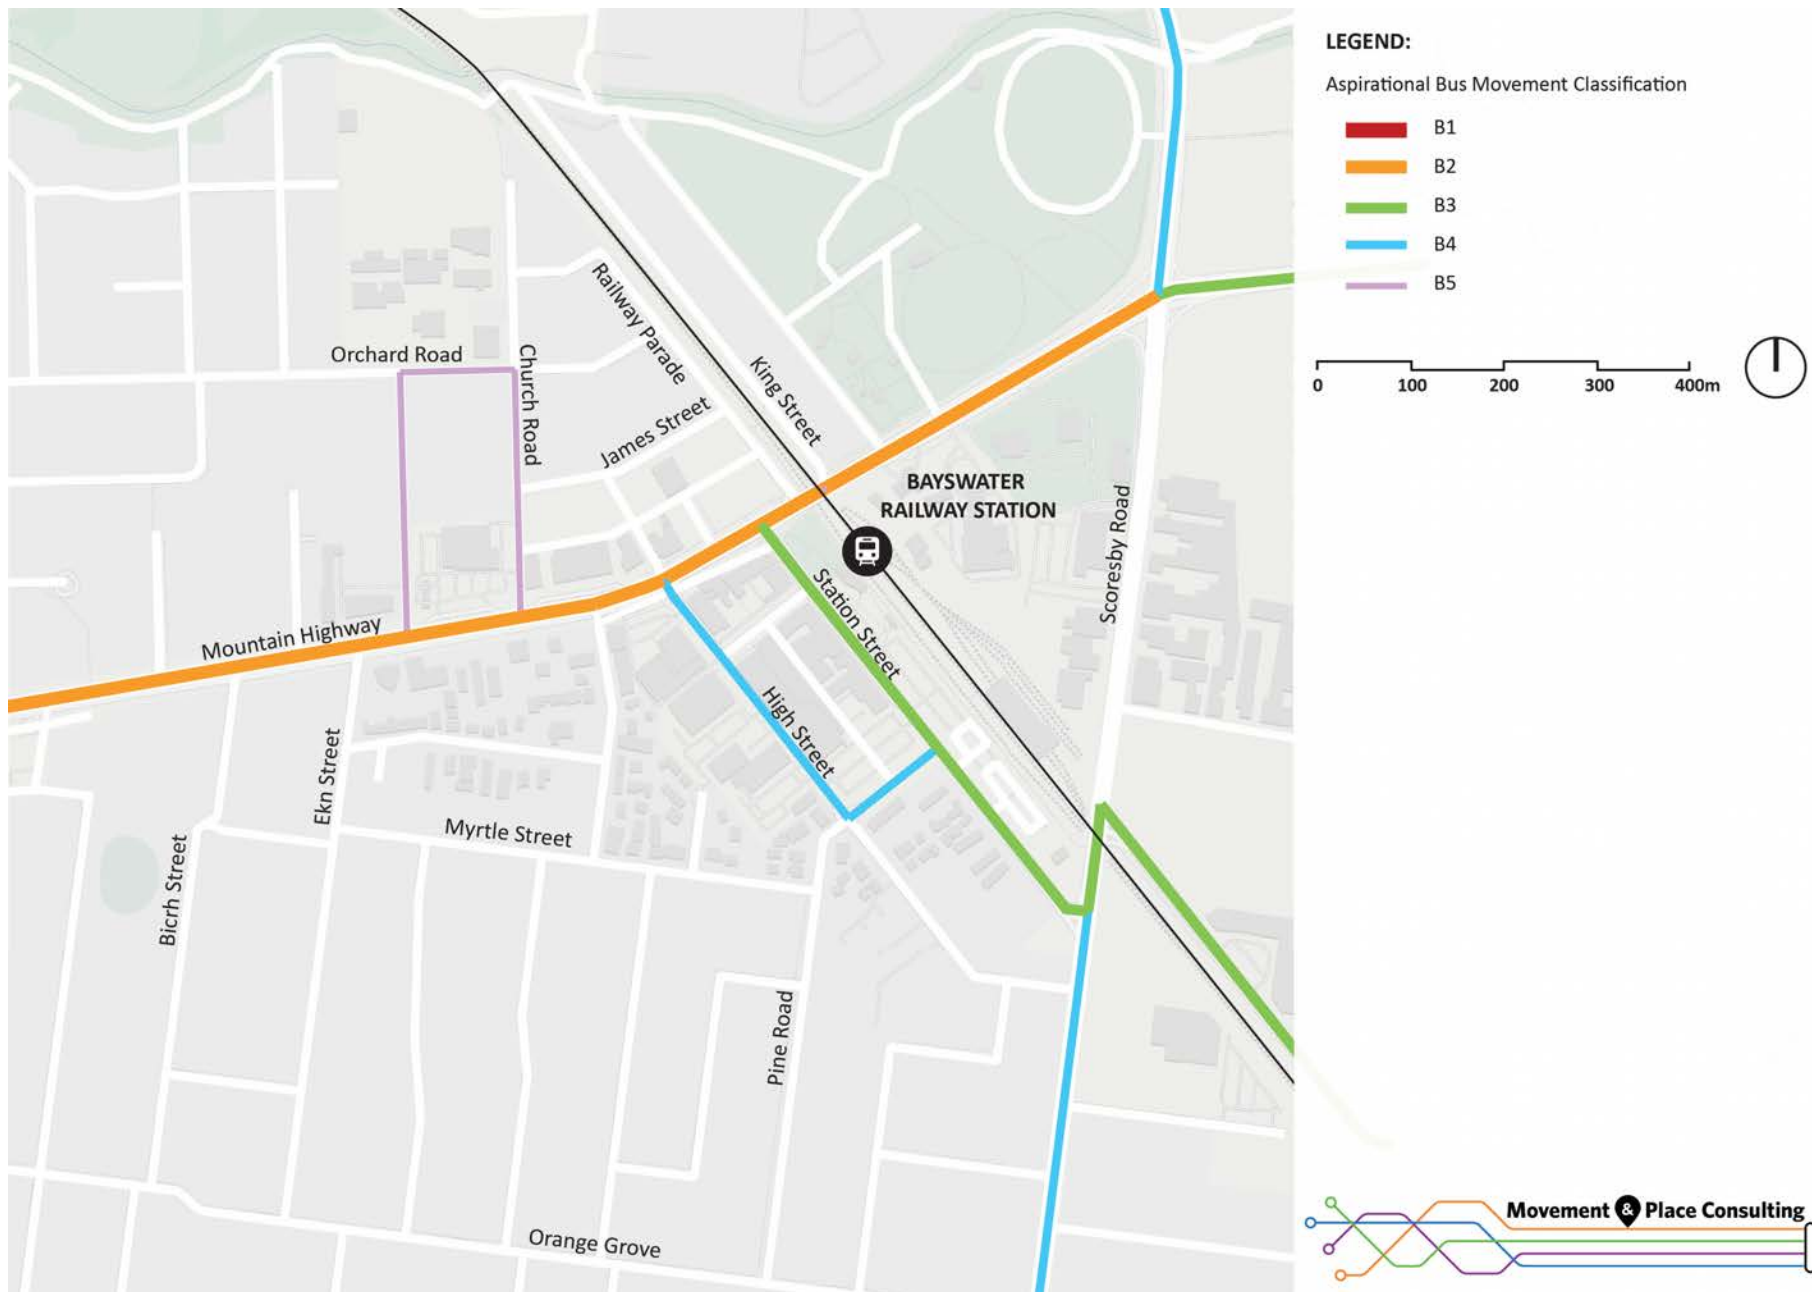 LEGEND:
Aspirational Bus Movement Classification
B1
B2
B3
B4
B5
0 100 200 300 400m
Orchard Road
Church Road
Railway Parade
King Street
James Street
BAYSWATER
RAILWAY STATION
Scoresby Road
Station Street
Mountain Highway
High Street
Ekn Street
Myrtle Street
Bicrh Street
Pine Road
Orange Grove
Movement & Place Consulting